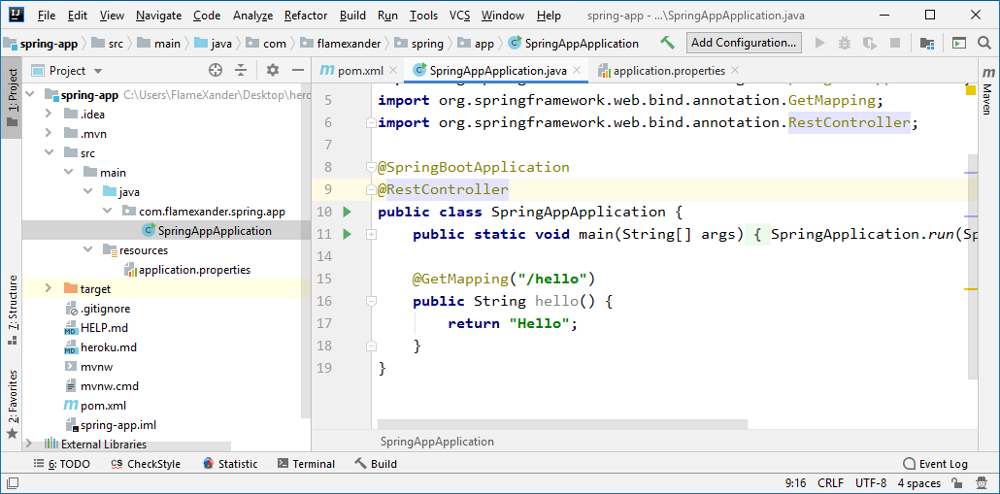 File Edit View Navigate Code Analyze Refactor Build Run Tools VCS Window Help spring-app - ...\SpringAppApplication.java
spring-app src main java com flamexander spring app SpringAppApplication Add Configuration...
1: Project
Project
spring-app C:\Users\FlameXander\Desktop\herc
.idea
.mvn
src
main
java
com.flamexander.spring.app
SpringAppApplication
resources
application.properties
target
.gitignore
HELP.md
heroku.md
mvnw
mvnw.cmd
pom.xml
spring-app.iml
External Libraries
7: Structure
2: Favorites
pom.xml SpringAppApplication.java application.properties
5 import org.springframework.web.bind.annotation.GetMapping;
6 import org.springframework.web.bind.annotation.RestController;
7
8 @SpringBootApplication
9 @RestController
10 public class SpringAppApplication {
11 public static void main(String[] args) { SpringApplication.run(Sp
14
15 @GetMapping("/hello")
16 public String hello() {
17 return "Hello";
18 }
19 }
SpringAppApplication
Maven
6: TODO CS CheckStyle Statistic Terminal Build Event Log
9:16 CRLF UTF-8 4 spaces